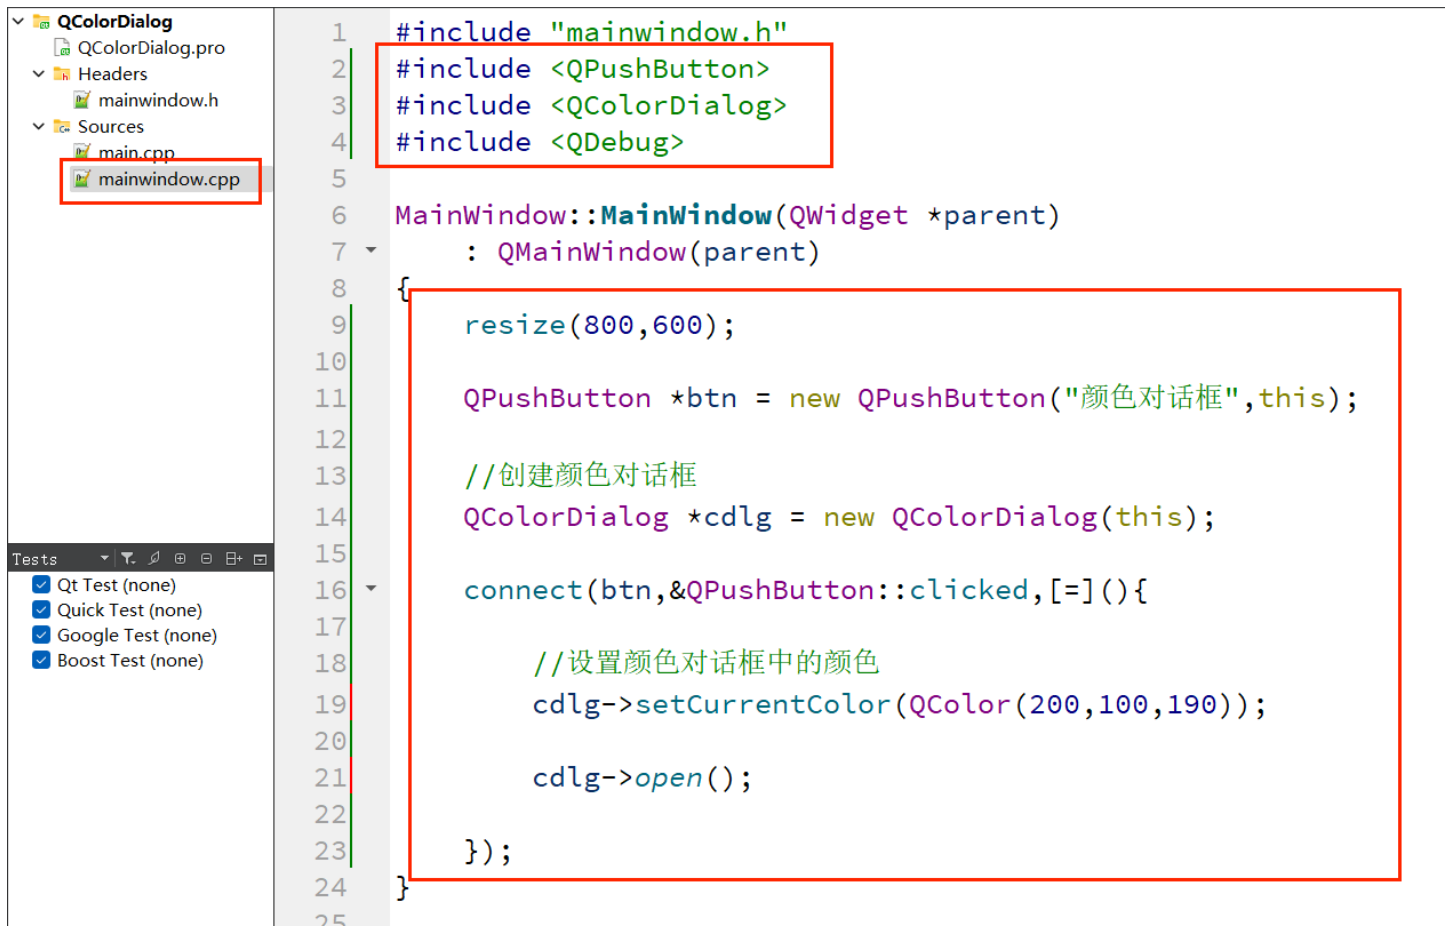 QColorDialog
QColorDialog.pro
Headers
mainwindow.h
Sources
main.cpp
mainwindow.cpp
Tests
Qt Test (none)
Quick Test (none)
Google Test (none)
Boost Test (none)
1 #include "mainwindow.h"
2 #include <QPushButton>
3 #include <QColorDialog>
4 #include <QDebug>
5
6 MainWindow::MainWindow(QWidget *parent)
7     : QMainWindow(parent)
8 {
9     resize(800,600);
10
11     QPushButton *btn = new QPushButton("颜色对话框",this);
12
13     //创建颜色对话框
14     QColorDialog *cdlg = new QColorDialog(this);
15
16     connect(btn,&QPushButton::clicked,[=](){
17
18         //设置颜色对话框中的颜色
19         cdlg->setCurrentColor(QColor(200,100,190));
20
21         cdlg->open();
22
23     });
24 }
25